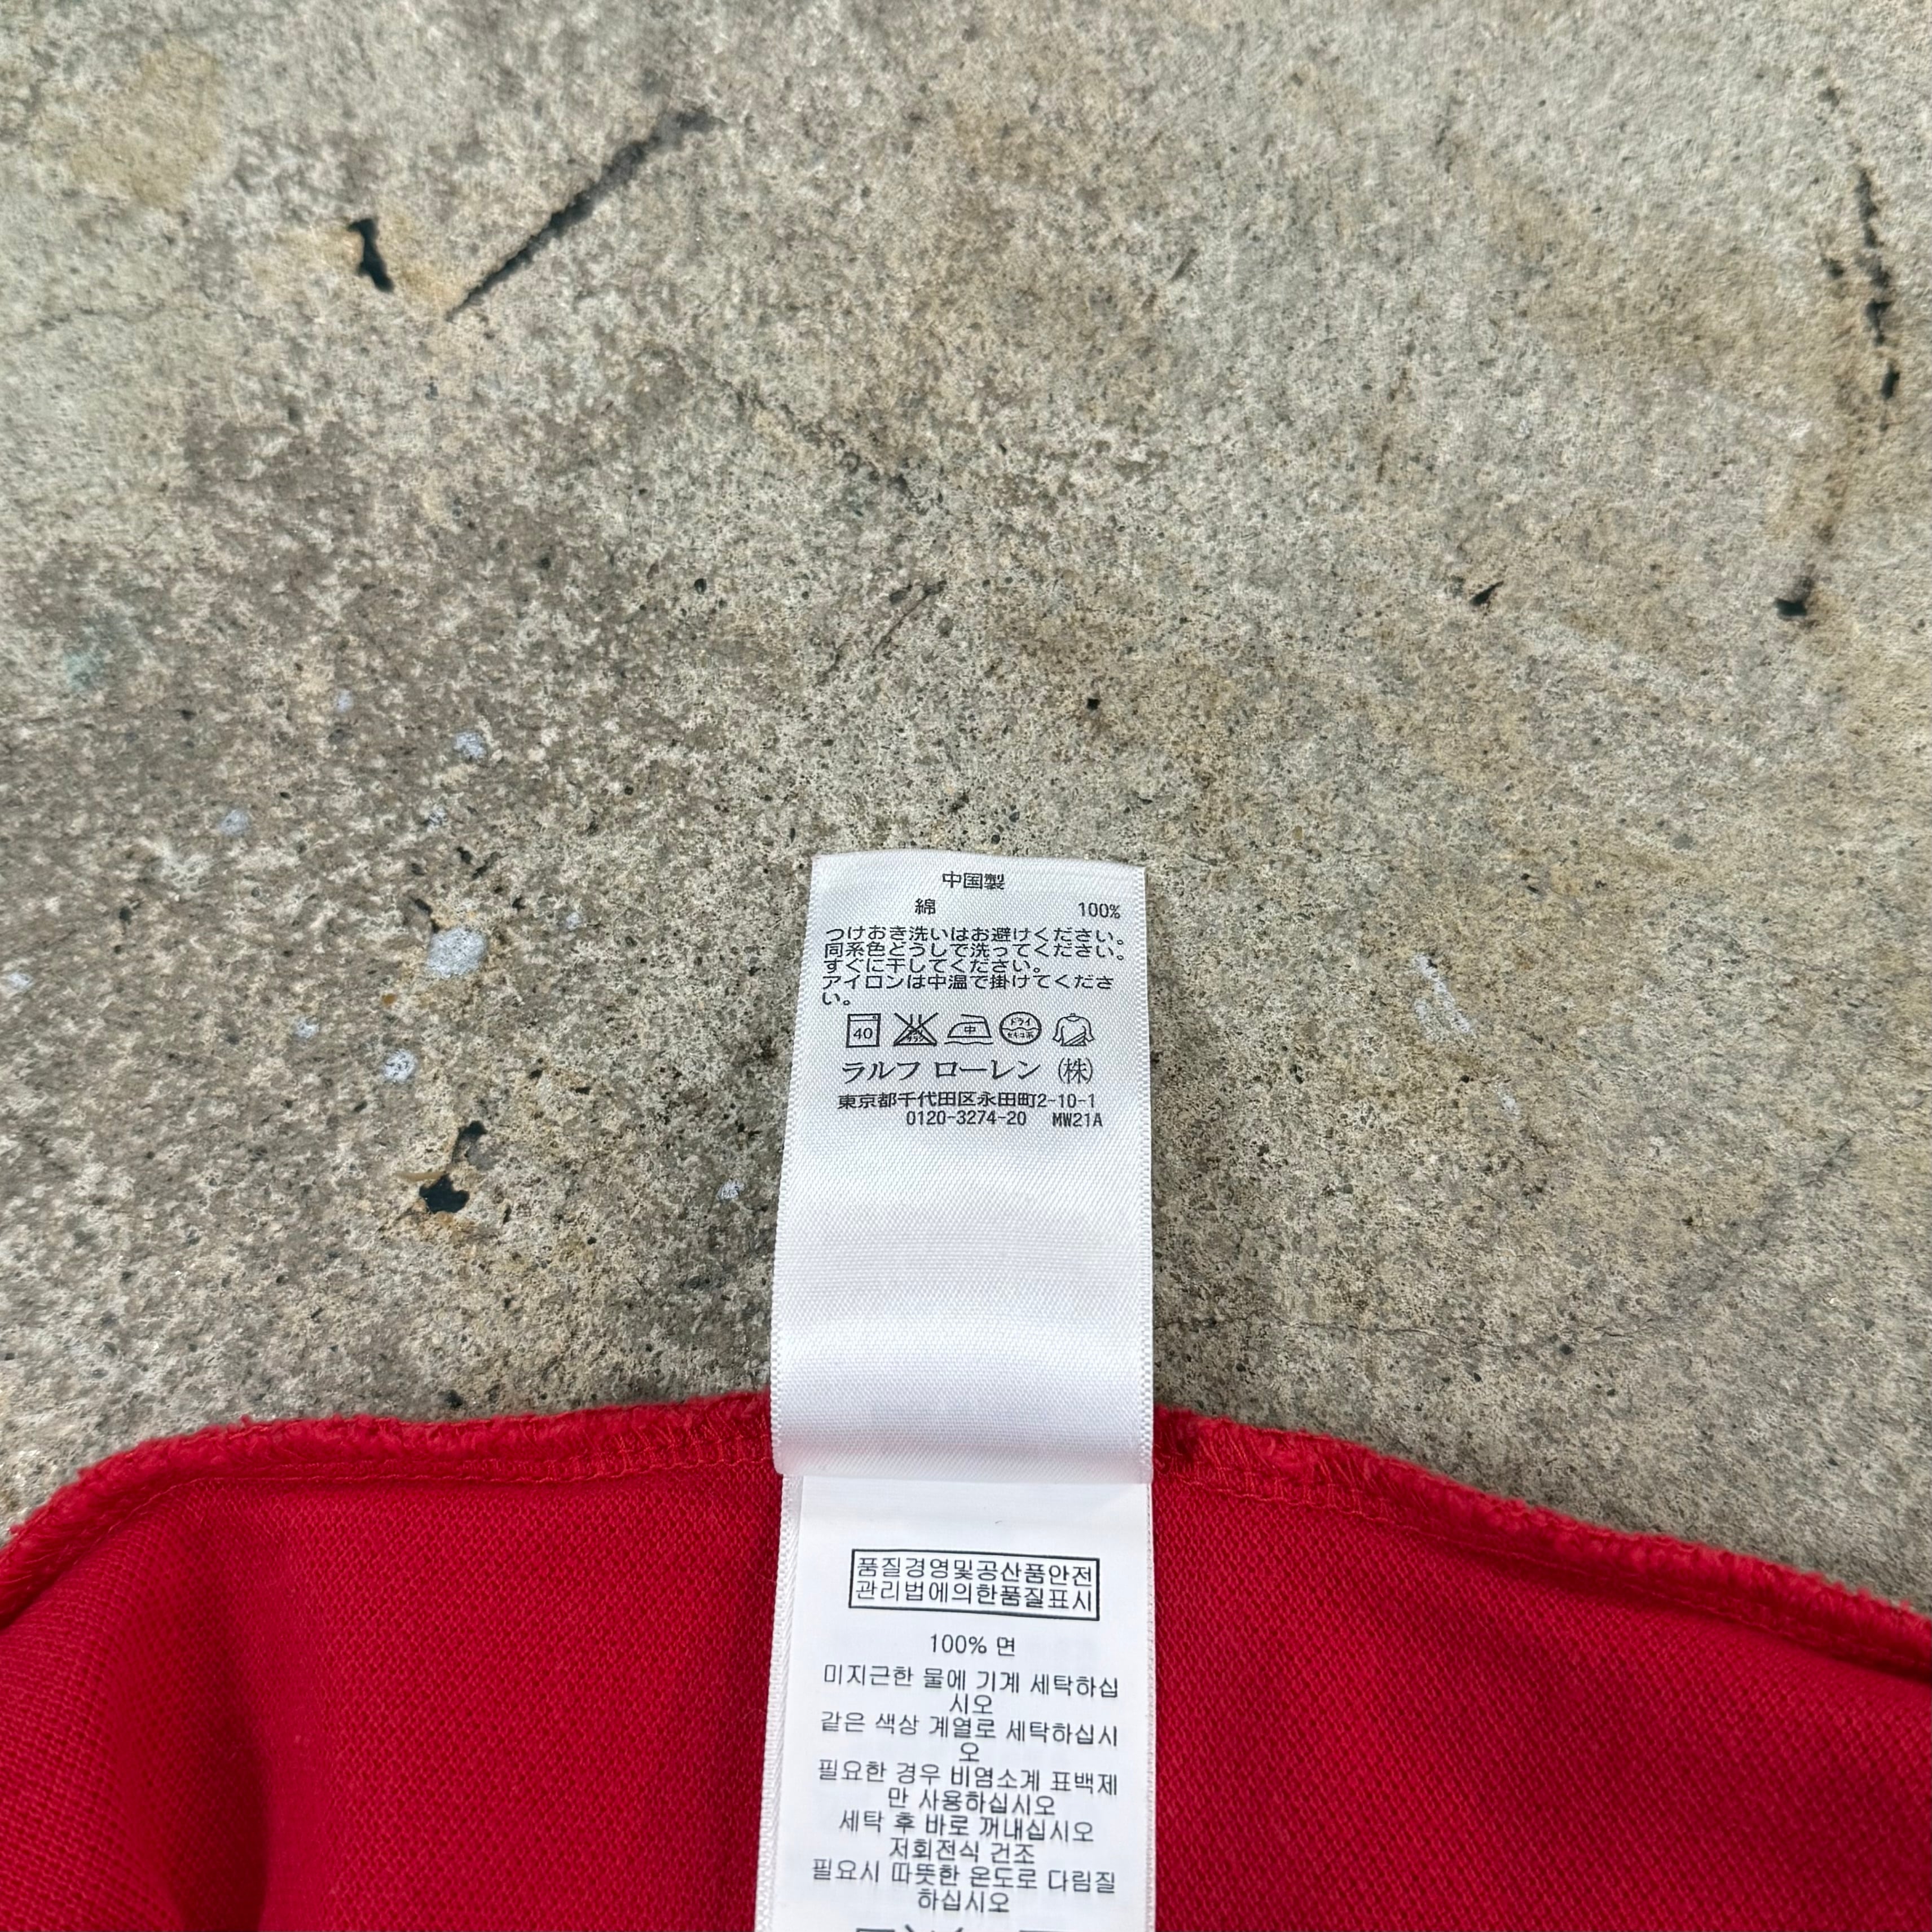 中国製
綿 100%
つけおき洗いはお避けください。
同系色どうしで洗ってください。
すぐに干してください。
アイロンは中温で掛けてくださ
い。
40 中 ドライ
ラルフ ローレン (株)
東京都千代田区永田町2-10-1
0120-3274-20 MW21A
품질경영및공산품안전
관리법에의한품질표시
100% 면
미지근한 물에 기계 세탁하십
시오
같은 색상 계열로 세탁하십시
오
필요한 경우 비염소계 표백제
만 사용하십시오
세탁 후 바로 꺼내십시오
저회전식 건조
필요시 따뜻한 온도로 다림질
하십시오